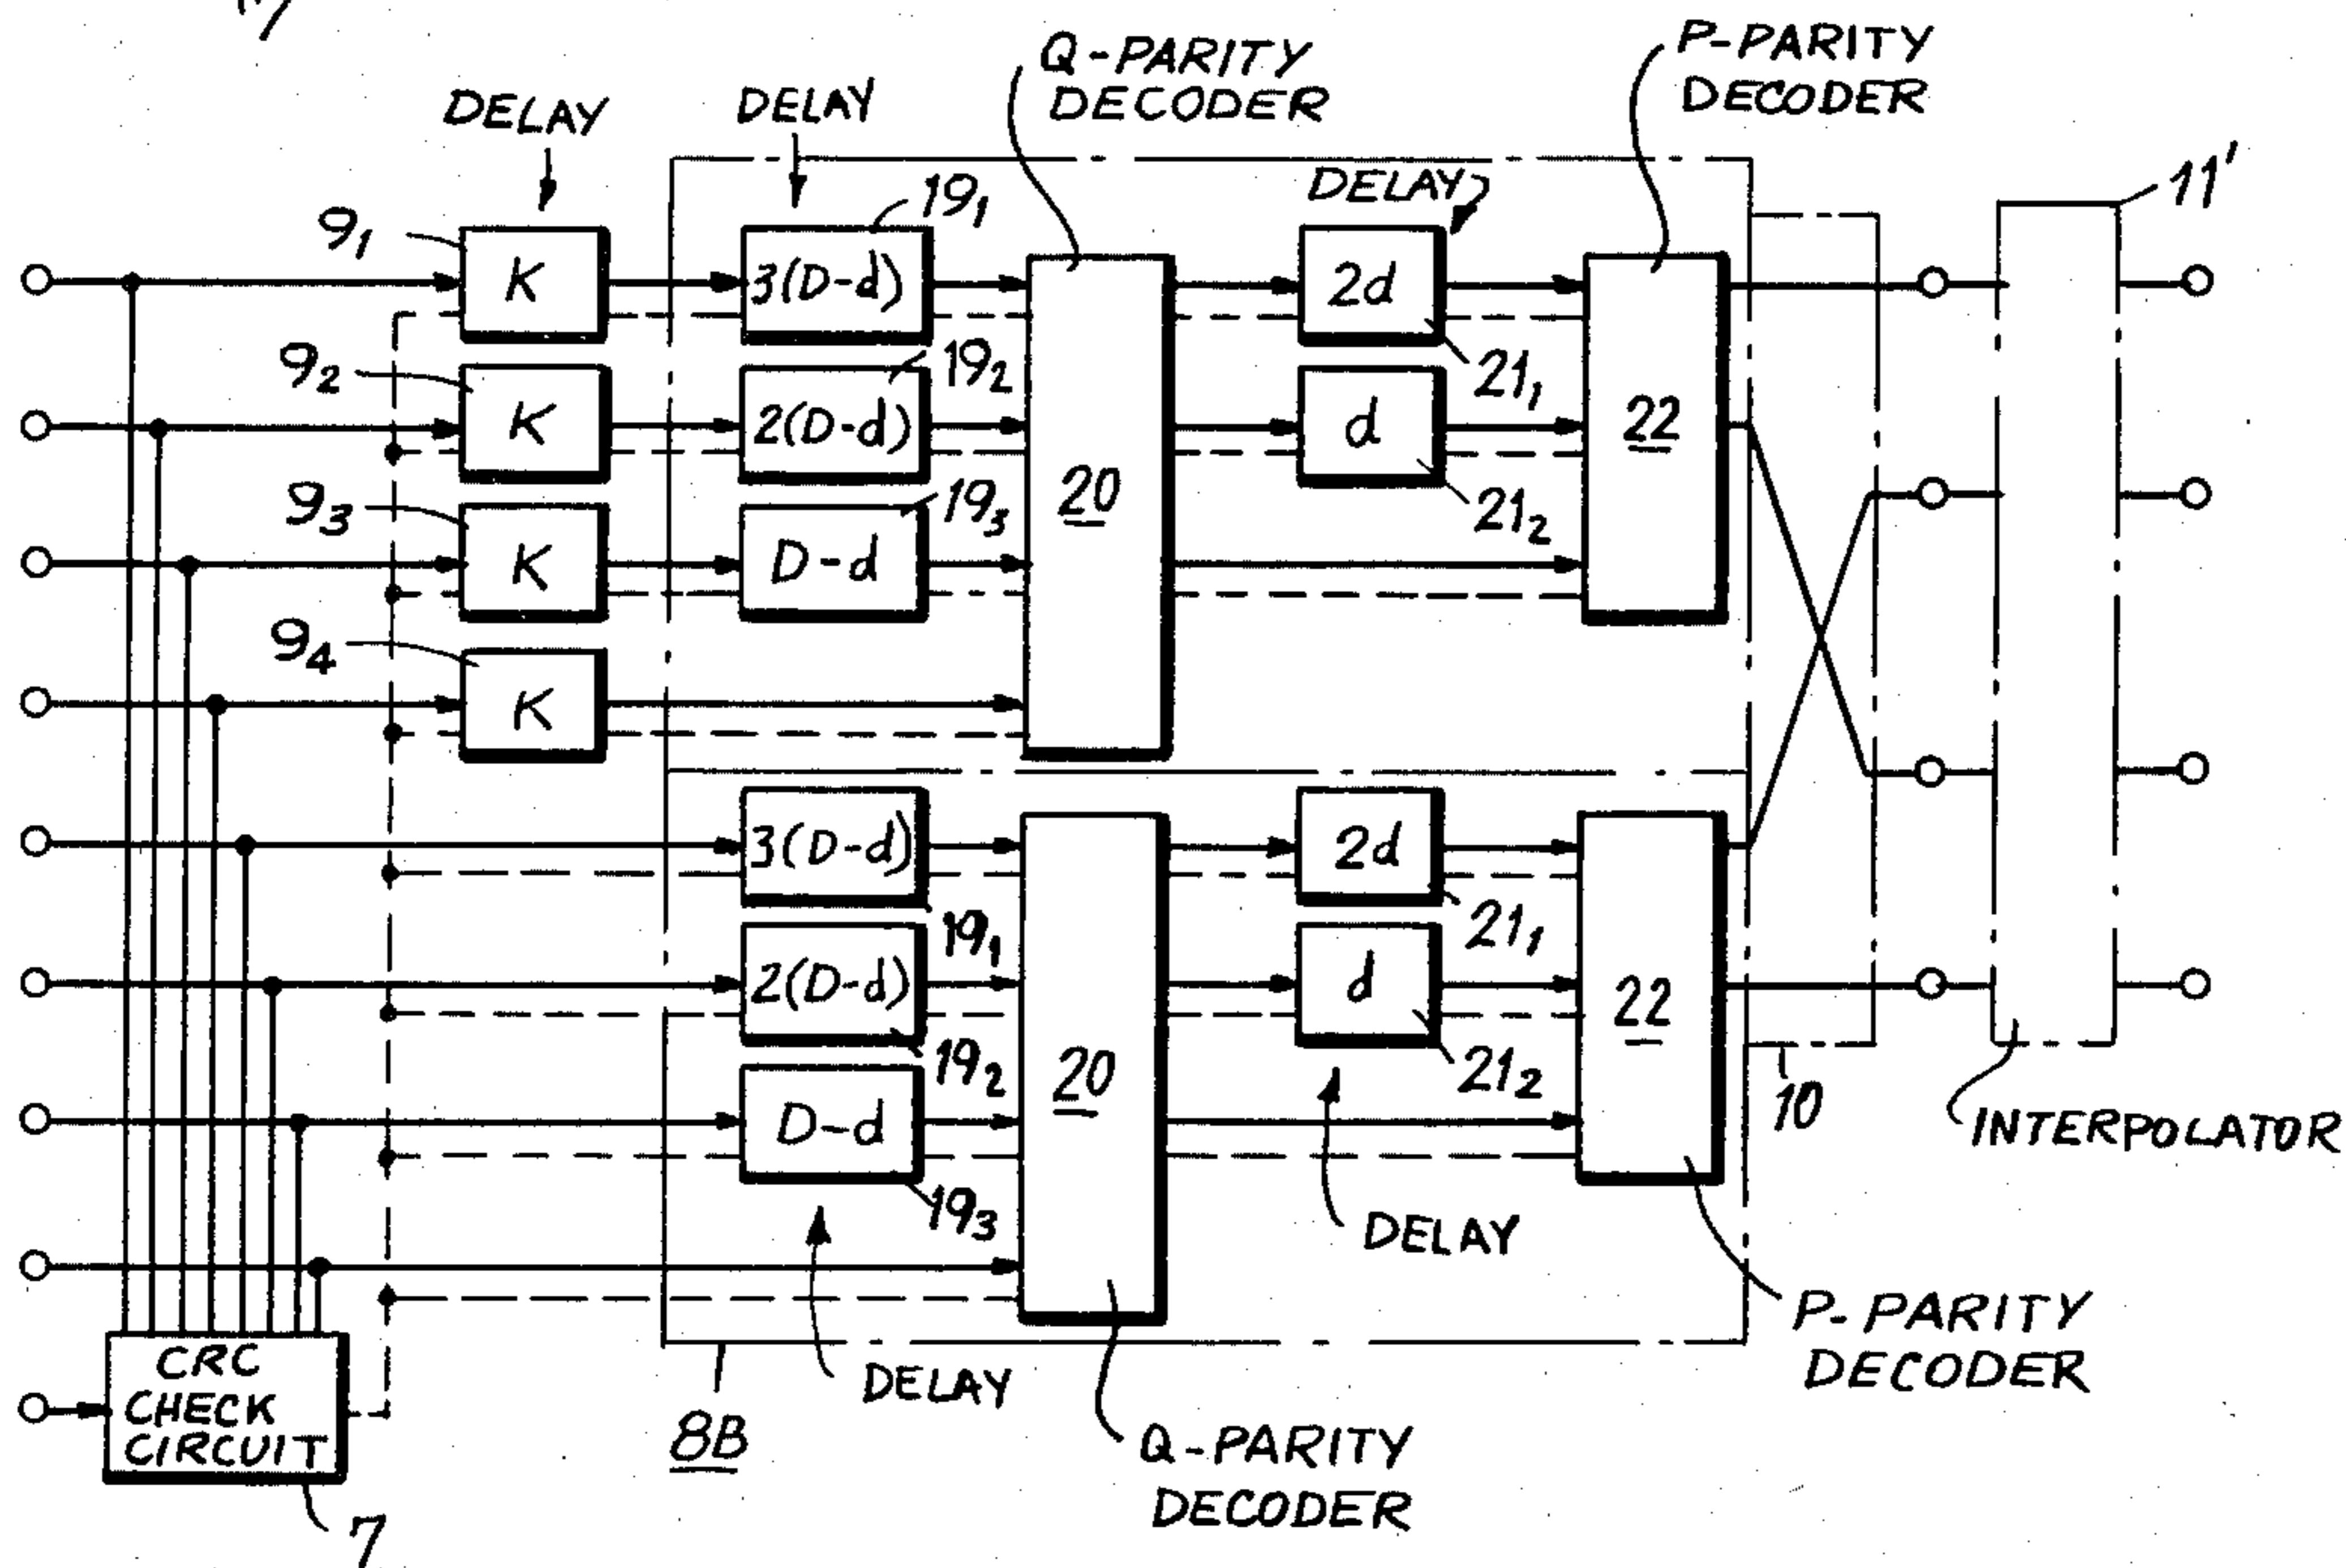 7
Q-PARITY
DECODER
P-PARITY
DECODER
DELAY
DELAY
DELAY
11'
9₁
K
3(D-d)
19₁
2d
21₁
9₂
K
2(D-d)
19₂
d
21₂
9₃
K
D-d
19₃
20
22
9₄
K
3(D-d)
19₁
2d
21₁
2(D-d)
19₂
d
21₂
D-d
19₃
20
22
10
INTERPOLATOR
DELAY
DELAY
P-PARITY
DECODER
CRC
CHECK
CIRCUIT
7
8B
Q-PARITY
DECODER